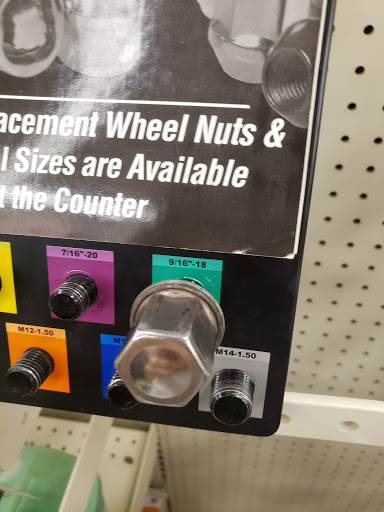 acement Wheel Nuts &
l Sizes are Available
t the Counter
7/16"-20
9/16"-18
M12-1.50
M1
M14-1.50